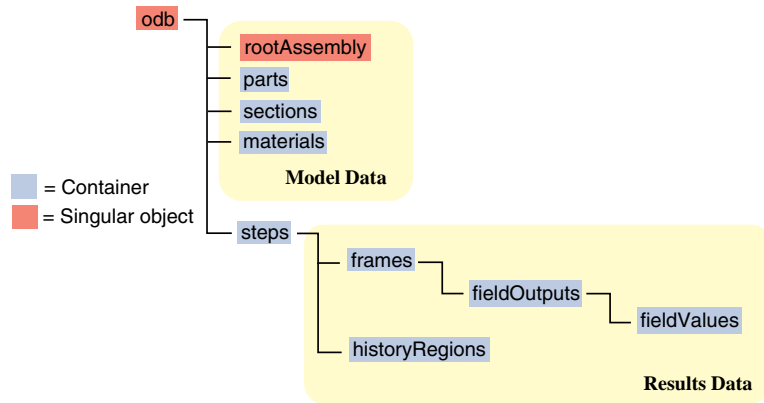 odb
rootAssembly
parts
sections
materials
Model Data
= Container
= Singular object
steps
frames
fieldOutputs
fieldValues
historyRegions
Results Data